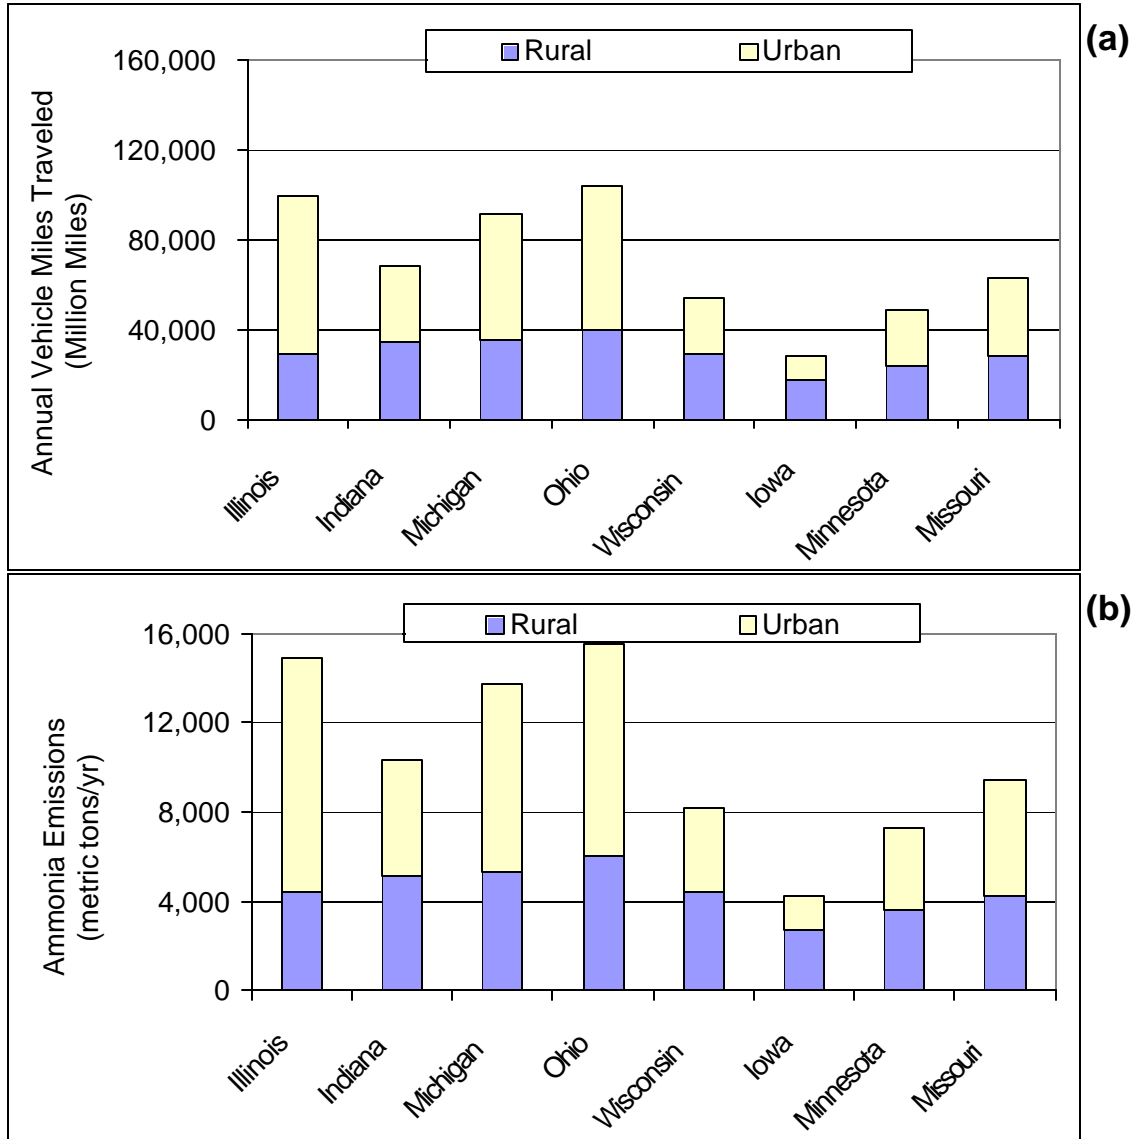 (a)
Rural Urban
160,000
120,000
80,000
40,000
0
Annual Vehicle Miles Traveled
(Million Miles)
Illinois
Indiana
Michigan
Ohio
Wisconsin
Iowa
Minnesota
Missouri
(b)
Rural Urban
16,000
12,000
8,000
4,000
0
Ammonia Emissions
(metric tons/yr)
Illinois
Indiana
Michigan
Ohio
Wisconsin
Iowa
Minnesota
Missouri